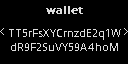 wallet
< TT5rFsXYCrnzdE2q1W >
dR9F2SuVY59A4hoM